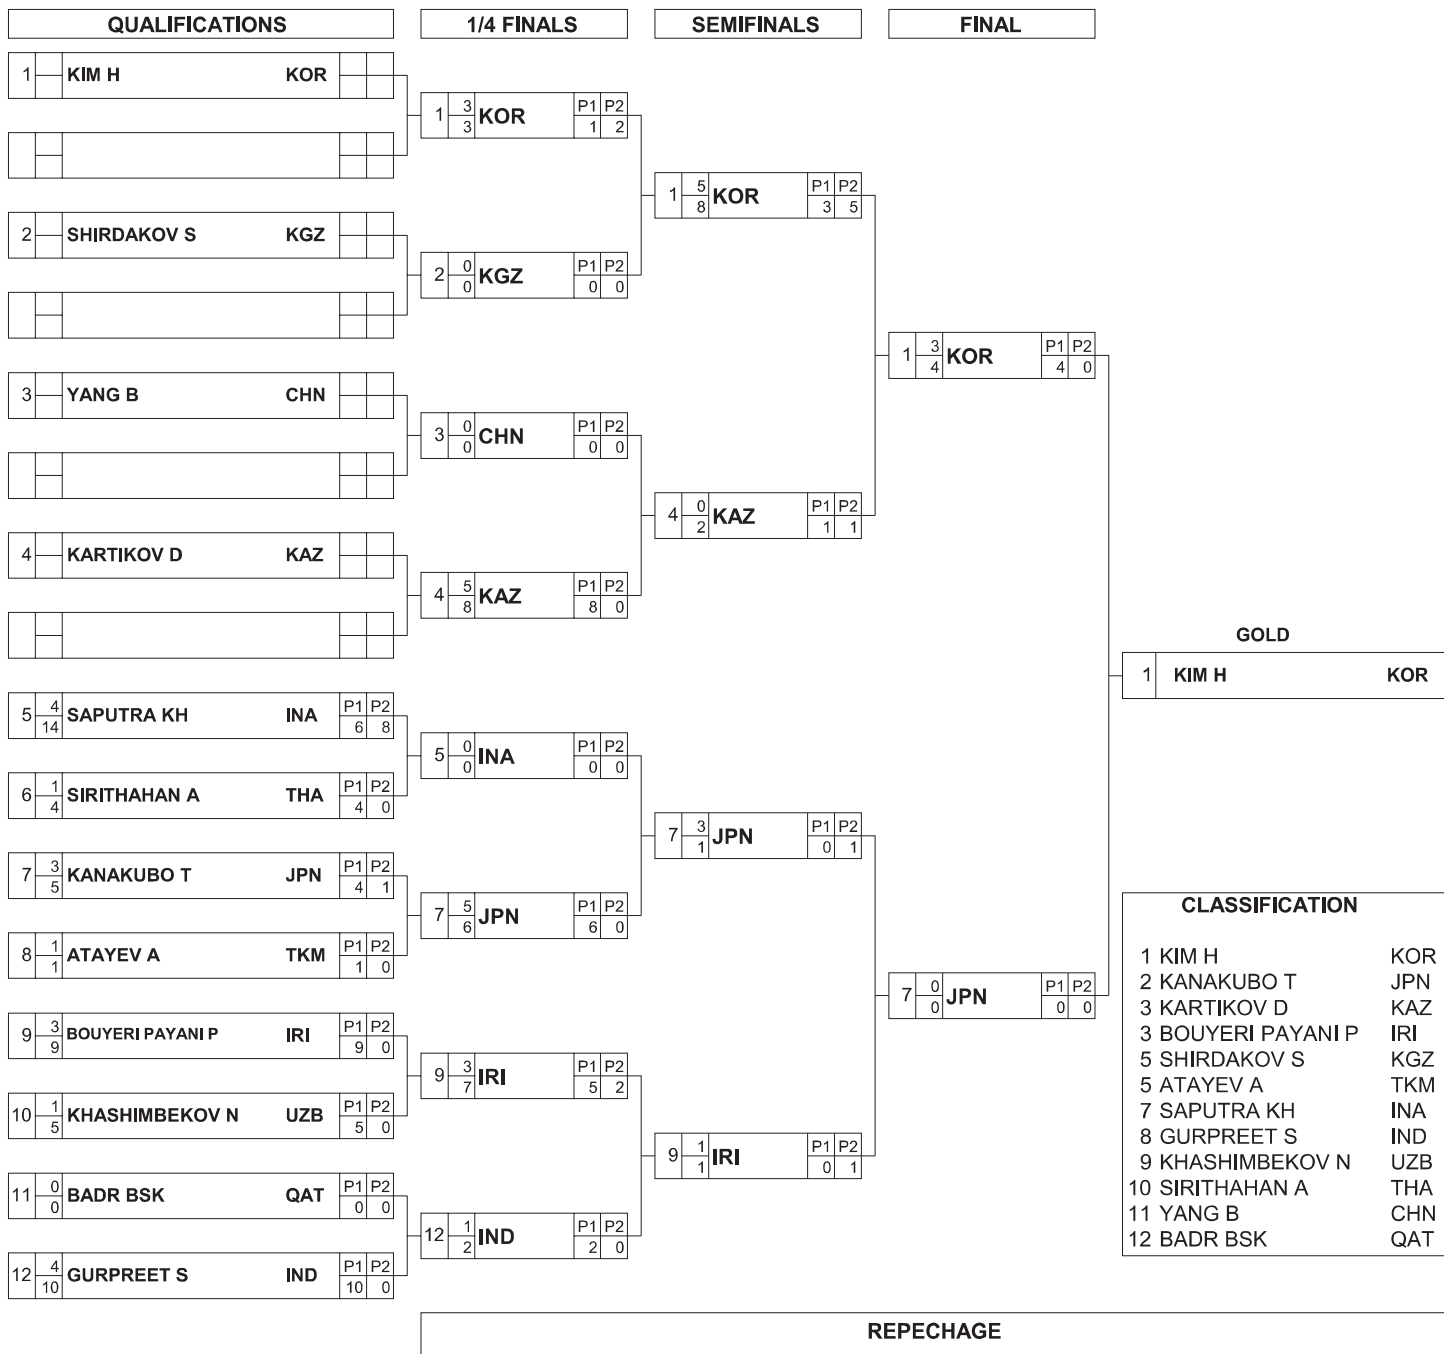 QUALIFICATIONS 1/4 FINALS SEMIFINALS FINAL
1 KIM H KOR
2 SHIRDAKOV S KGZ
3 YANG B CHN
4 KARTIKOV D KAZ
5 4 SAPUTRA KH INA P1 P2
14 6 8
6 1 SIRITHAHAN A THA P1 P2
4 4 0
7 3 KANAKUBO T JPN P1 P2
5 4 1
8 1 ATAYEV A TKM P1 P2
1 1 0
9 3 BOUYERI PAYANI P IRI P1 P2
9 9 0
10 1 KHASHIMBEKOV N UZB P1 P2
5 5 0
11 0 BADR BSK QAT P1 P2
0 0 0
12 4 GURPREET S IND P1 P2
10 10 0
1 3 KOR P1 P2
3 1 2
2 0 KGZ P1 P2
0 0 0
3 0 CHN P1 P2
0 0 0
4 5 KAZ P1 P2
8 8 0
5 0 INA P1 P2
0 0 0
7 5 JPN P1 P2
6 6 0
9 3 IRI P1 P2
7 5 2
12 1 IND P1 P2
2 2 0
1 5 KOR P1 P2
8 3 5
4 0 KAZ P1 P2
2 1 1
7 3 JPN P1 P2
1 0 1
9 1 IRI P1 P2
1 0 1
1 3 KOR P1 P2
4 4 0
7 0 JPN P1 P2
0 0 0
GOLD
1 KIM H KOR
CLASSIFICATION
1 KIM H KOR
2 KANAKUBO T JPN
3 KARTIKOV D KAZ
3 BOUYERI PAYANI P IRI
5 SHIRDAKOV S KGZ
5 ATAYEV A TKM
7 SAPUTRA KH INA
8 GURPREET S IND
9 KHASHIMBEKOV N UZB
10 SIRITHAHAN A THA
11 YANG B CHN
12 BADR BSK QAT
REPECHAGE